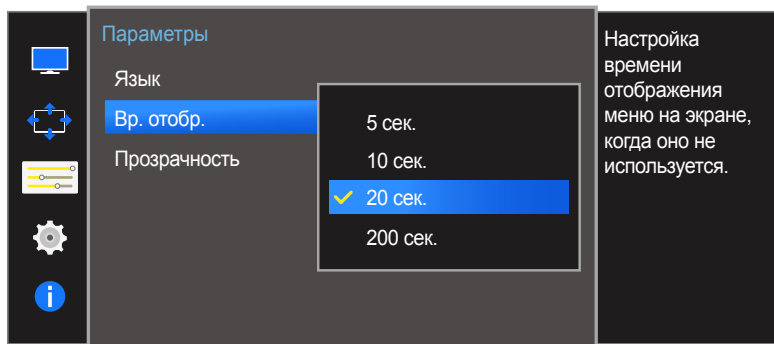 Параметры
Язык
Вр. отобр.
Прозрачность
5 сек.
10 сек.
20 сек.
200 сек.
Настройка
времени
отображения
меню на экране,
когда оно не
используется.